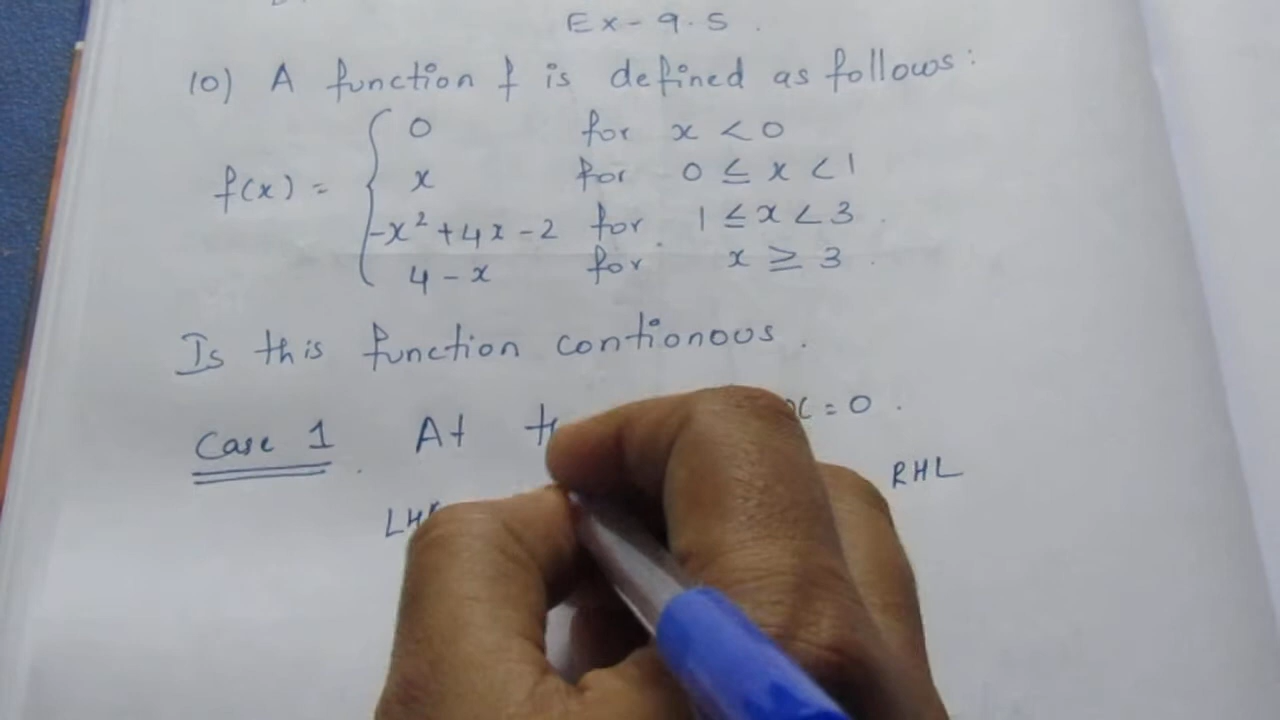 Ex-9.5.
10) A function f is defined as follows:
f(x) = { 0 for x < 0
x for 0 ≤ x < 1
-x² + 4x - 2 for 1 ≤ x < 3.
4 - x for x ≥ 3.
Is this function contionous.
Case 1. At x = 0.
RHL